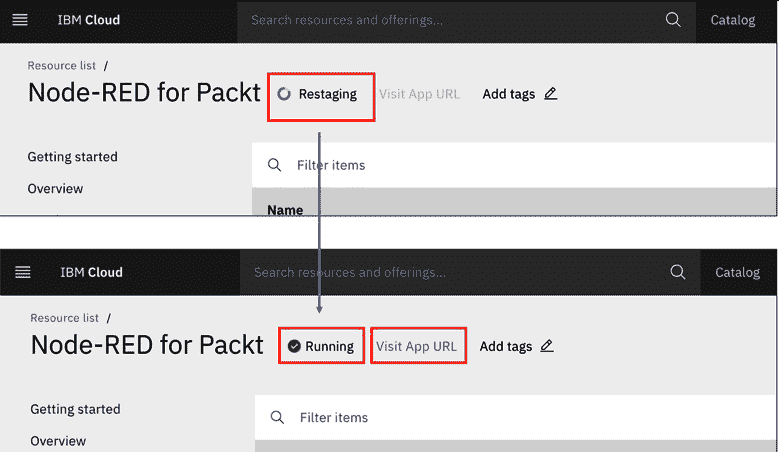 IBM Cloud Search resources and offerings... Catalog
Resource list /
Node-RED for Packt Restaging Visit App URL Add tags
Getting started Filter items
Overview
Name
IBM Cloud Search resources and offerings... Catalog
Resource list /
Node-RED for Packt Running Visit App URL Add tags
Getting started Filter items
Overview